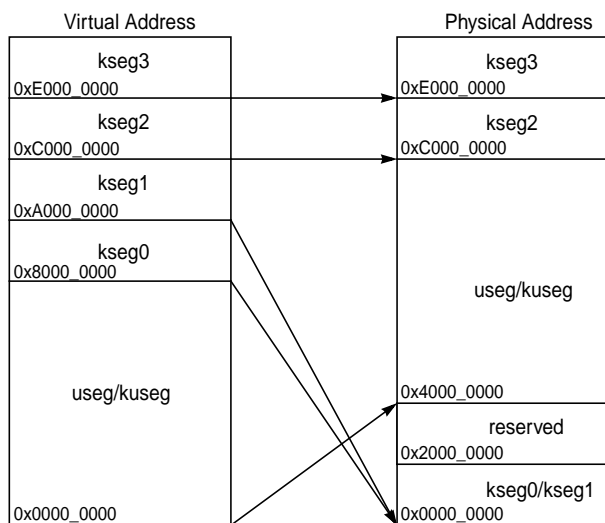 Virtual Address
kseg3
0xE000_0000
kseg2
0xC000_0000
kseg1
0xA000_0000
kseg0
0x8000_0000
useg/kuseg
0x0000_0000
Physical Address
kseg3
0xE000_0000
kseg2
0xC000_0000
useg/kuseg
0x4000_0000
reserved
0x2000_0000
kseg0/kseg1
0x0000_0000